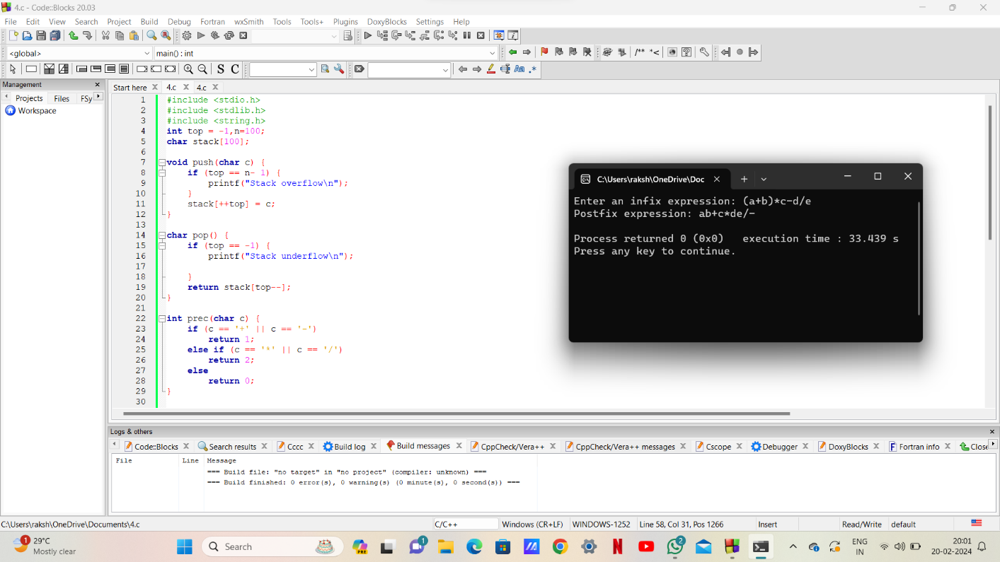 4.c - Code::Blocks 20.03
File Edit View Search Project Build Debug Fortran wxSmith Tools Tools+ Plugins DoxyBlocks Settings Help
<global> main() : int /** *<
S C Aa .*
Management
Projects Files FSy
Workspace
Start here 4.c 4.c
1 #include <stdio.h>
2 #include <stdlib.h>
3 #include <string.h>
4 int top = -1,n=100;
5 char stack[100];
6
7 void push(char c) {
8 if (top == n- 1) {
9 printf("Stack overflow\n");
10 }
11 stack[++top] = c;
12 }
13
14 char pop() {
15 if (top == -1) {
16 printf("Stack underflow\n");
17
18 }
19 return stack[top--];
20 }
21
22 int prec(char c) {
23 if (c == '+' || c == '-')
24 return 1;
25 else if (c == '*' || c == '/')
26 return 2;
27 else
28 return 0;
29 }
30
C:\Users\raksh\OneDrive\Doc
Enter an infix expression: (a+b)*c-d/e
Postfix expression: ab+c*de/-
Process returned 0 (0x0) execution time : 33.439 s
Press any key to continue.
Logs & others
Code::Blocks Search results Cccc Build log Build messages CppCheck/Vera++ CppCheck/Vera++ messages Cscope Debugger DoxyBlocks Fortran info Close
File Line Message
=== Build file: "no target" in "no project" (compiler: unknown) ===
=== Build finished: 0 error(s), 0 warning(s) (0 minute(s), 0 second(s)) ===
C:\Users\raksh\OneDrive\Documents\4.c C/C++ Windows (CR+LF) WINDOWS-1252 Line 58, Col 31, Pos 1266 Insert Read/Write default
1 29°C
Mostly clear
Search
PRE
1
2
ENG
IN
20:01
20-02-2024